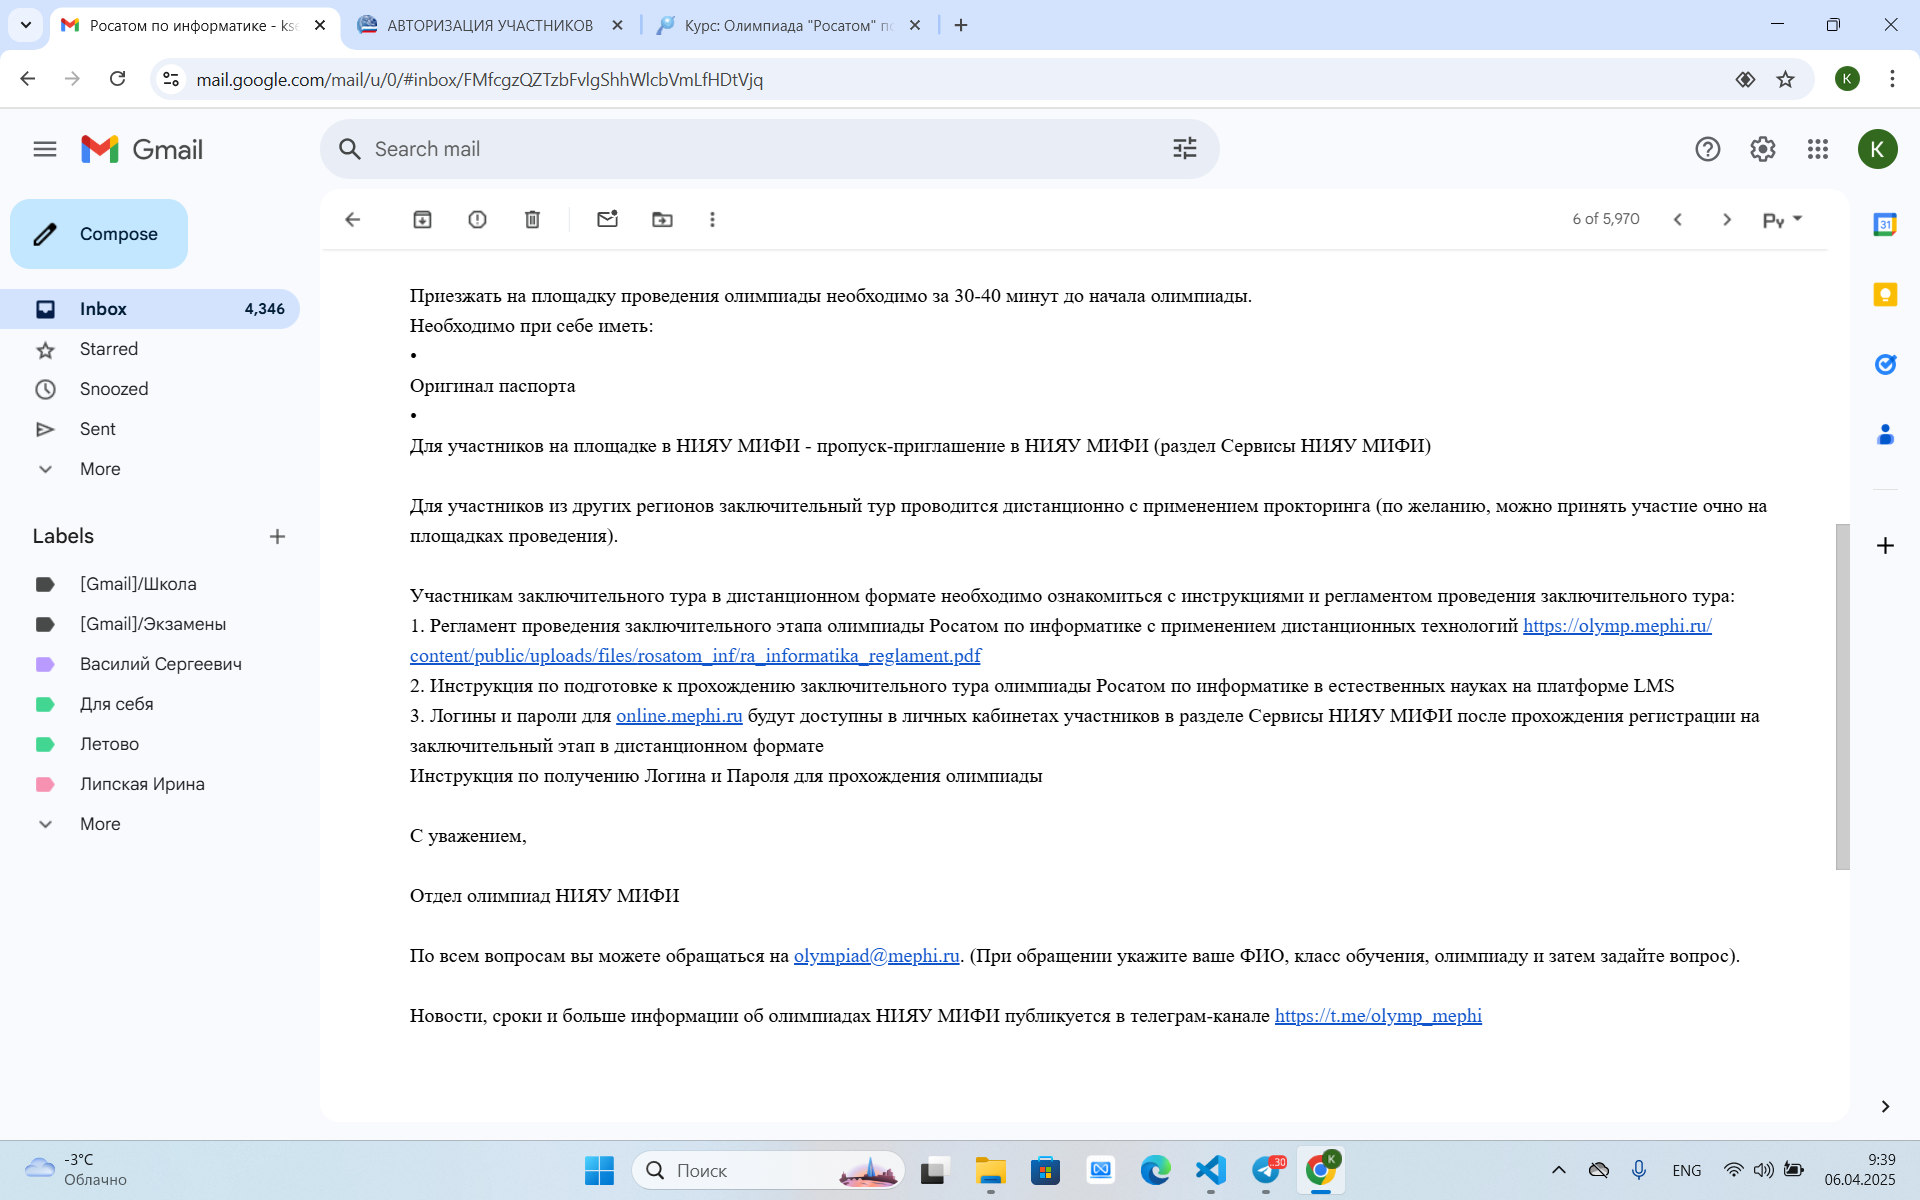 Росатом по информатике - kse
АВТОРИЗАЦИЯ УЧАСТНИКОВ
Курс: Олимпиада "Росатом" по
mail.google.com/mail/u/0/#inbox/FMfcgzQZTzbFvlgShhWlcbVmLfHDtVjq
K
Gmail
Search mail
K
Compose
6 of 5,970
Ру
Inbox 4,346
Starred
Snoozed
Sent
More
Labels
[Gmail]/Школа
[Gmail]/Экзамены
Василий Сергеевич
Для себя
Летово
Липская Ирина
More
Приезжать на площадку проведения олимпиады необходимо за 30-40 минут до начала олимпиады.
Необходимо при себе иметь:
•
Оригинал паспорта
•
Для участников на площадке в НИЯУ МИФИ - пропуск-приглашение в НИЯУ МИФИ (раздел Сервисы НИЯУ МИФИ)
Для участников из других регионов заключительный тур проводится дистанционно с применением прокторинга (по желанию, можно принять участие очно на
площадках проведения).
Участникам заключительного тура в дистанционном формате необходимо ознакомиться с инструкциями и регламентом проведения заключительного тура:
1. Регламент проведения заключительного этапа олимпиады Росатом по информатике с применением дистанционных технологий https://olymp.mephi.ru/
content/public/uploads/files/rosatom_inf/ra_informatika_reglament.pdf
2. Инструкция по подготовке к прохождению заключительного тура олимпиады Росатом по информатике в естественных науках на платформе LMS
3. Логины и пароли для online.mephi.ru будут доступны в личных кабинетах участников в разделе Сервисы НИЯУ МИФИ после прохождения регистрации на
заключительный этап в дистанционном формате
Инструкция по получению Логина и Пароля для прохождения олимпиады
С уважением,
Отдел олимпиад НИЯУ МИФИ
По всем вопросам вы можете обращаться на olympiad@mephi.ru. (При обращении укажите ваше ФИО, класс обучения, олимпиаду и затем задайте вопрос).
Новости, сроки и больше информации об олимпиадах НИЯУ МИФИ публикуется в телеграм-канале https://t.me/olymp_mephi
31
-3°C
Облачно
Поиск
..30
K
ENG
9:39
06.04.2025